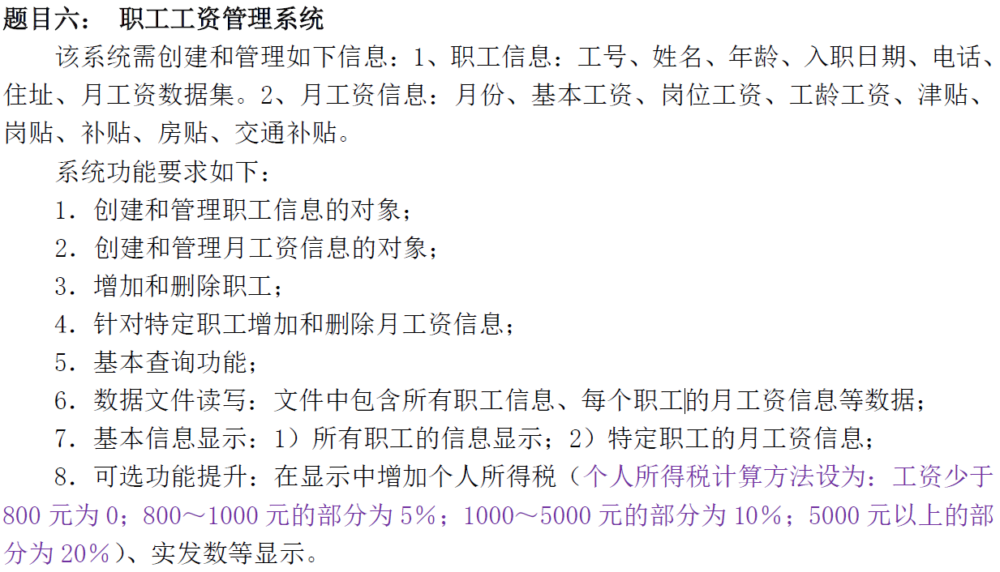 题目六： 职工工资管理系统
该系统需创建和管理如下信息：1、职工信息：工号、姓名、年龄、入职日期、电话、
住址、月工资数据集。2、月工资信息：月份、基本工资、岗位工资、工龄工资、津贴、
岗贴、补贴、房贴、交通补贴。
系统功能要求如下：
1．创建和管理职工信息的对象；
2．创建和管理月工资信息的对象；
3．增加和删除职工；
4．针对特定职工增加和删除月工资信息；
5．基本查询功能；
6．数据文件读写：文件中包含所有职工信息、每个职工的月工资信息等数据；
7．基本信息显示：1）所有职工的信息显示；2）特定职工的月工资信息；
8．可选功能提升：在显示中增加个人所得税（个人所得税计算方法设为：工资少于
800 元为 0；800～1000 元的部分为 5%；1000～5000 元的部分为 10%；5000 元以上的部
分为 20%）、实发数等显示。